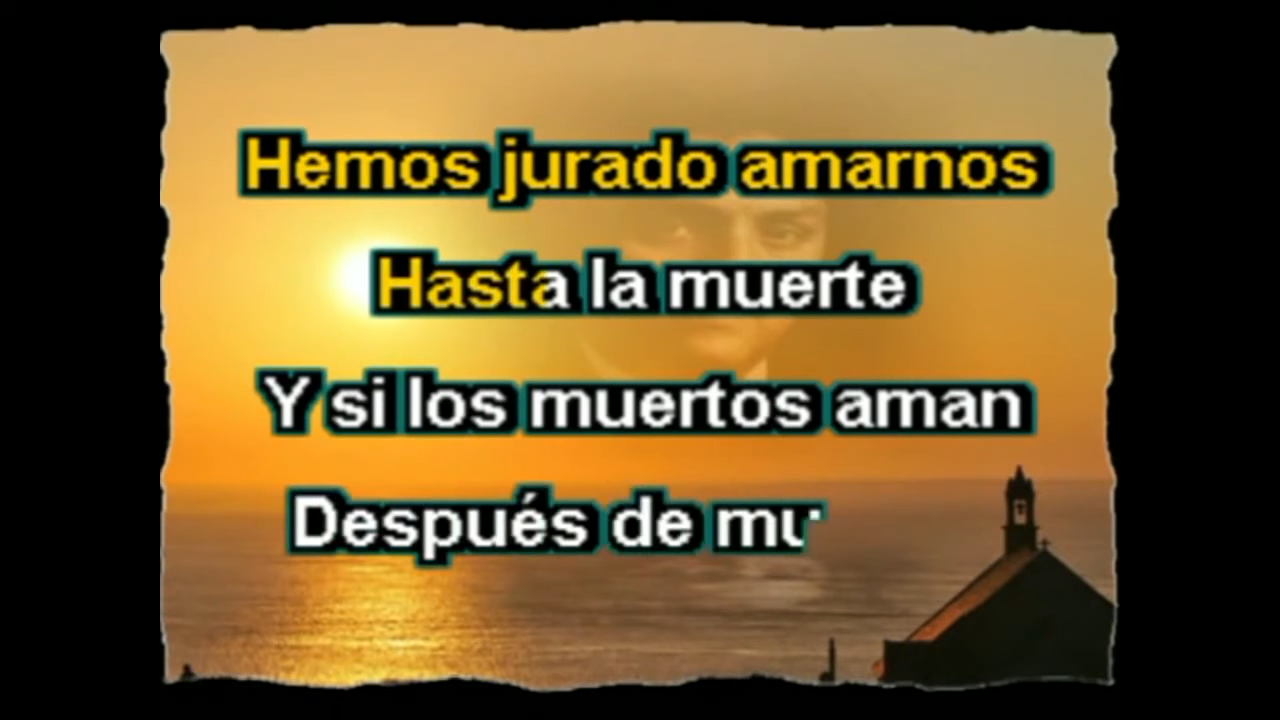 Hemos jurado amarnos
Hasta la muerte
Y si los muertos aman
Después de